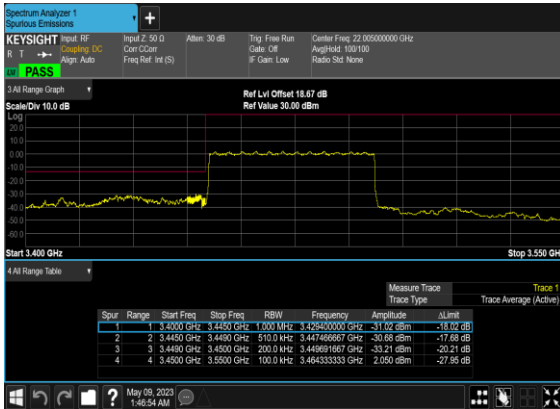 Spectrum Analyzer 1
Spurious Emissions
+
KEYSIGHT Input: RF Input Z: 50 Ω Atten: 30 dB Trig: Free Run Center Freq: 22.005000000 GHz
R T Coupling: DC Corr CCorr Gate: Off Avg|Hold: 100/100
Align: Auto Freq Ref: Int (S) IF Gain: Low Radio Std: None
LXI PASS
3 All Range Graph
Ref Lvl Offset 18.67 dB
Scale/Div 10.0 dB Ref Value 30.00 dBm
Log
20.0
10.0
0.00
-10.0
-20.0
-30.0
-40.0
-50.0
-60.0
Start 3.400 GHz Stop 3.550 GH
4 All Range Table
Measure Trace Trace 1
Trace Type Trace Average (Active)
Spur Range Start Freq Stop Freq RBW Frequency Amplitude ΔLimit
1 1 3.4000 GHz 3.4450 GHz 1.000 MHz 3.429400000 GHz -31.02 dBm -18.02 dB
2 2 3.4450 GHz 3.4490 GHz 510.0 kHz 3.447466667 GHz -30.68 dBm -17.68 dB
3 3 3.4490 GHz 3.4500 GHz 200.0 kHz 3.449691667 GHz -33.21 dBm -20.21 dB
4 4 3.4500 GHz 3.5500 GHz 100.0 kHz 3.464333333 GHz 2.050 dBm -27.95 dB
? May 09, 2023
1:46:54 AM